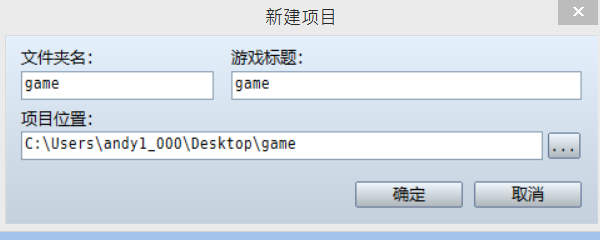 新建项目
文件夹名: 游戏标题:
game game
项目位置:
C:\Users\andy1_000\Desktop\game ...
确定 取消